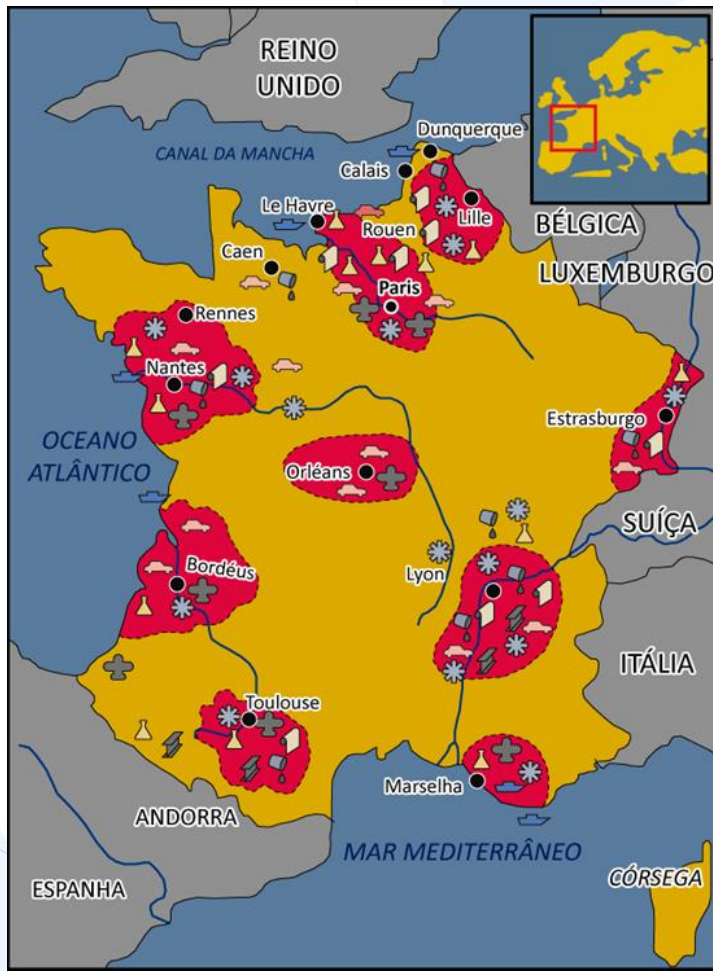 REINO
UNIDO
Dunquerque
CANAL DA MANCHA
Calais
Le Havre
Lille
Rouen
BÉLGICA
Caen
LUXEMBURGO
Paris
Rennes
Nantes
Estrasburgo
OCEANO
ATLÂNTICO
Orléans
SUÍÇA
Lyon
Bordéus
ITÁLIA
Toulouse
Marselha
ANDORRA
MAR MEDITERRÂNEO
ESPANHA
CÓRSEGA